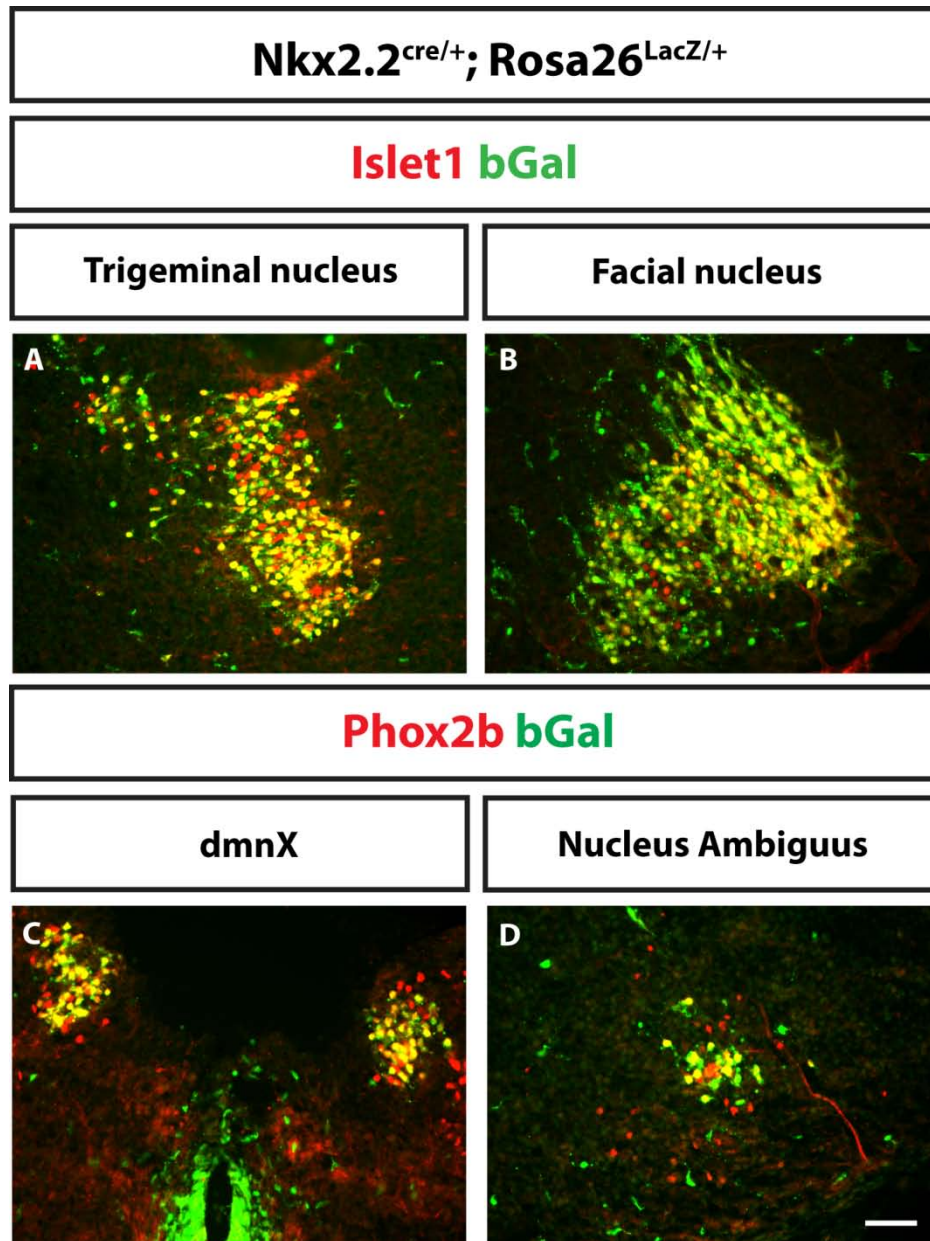 Nkx2.2cre/+; Rosa26LacZ/+
Islet1 bGal
Trigeminal nucleus
Facial nucleus
A
B
Phox2b bGal
dmnX
Nucleus Ambiguus
C
D